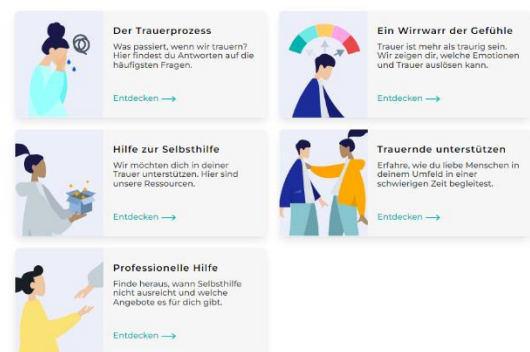 Der Trauerprozess
Was passiert, wenn wir trauern?
Hier findest du Antworten auf die
häufigsten Fragen.
Entdecken →
Ein Wirrwarr der Gefühle
Trauer ist mehr als traurig sein.
Wir zeigen dir, welche Emotionen
und Trauer auslösen kann.
Entdecken →
Hilfe zur Selbsthilfe
Wir möchten dich in deiner
Trauer unterstützen. Hier sind
unsere Ressourcen.
Entdecken →
Trauernde unterstützen
Erfahre, wie du liebe Menschen in
deinem Umfeld in einer
schwierigen Zeit begleitest.
Entdecken →
Professionelle Hilfe
Finde heraus, wann Selbsthilfe
nicht ausreicht und welche
Angebote es für dich gibt.
Entdecken →